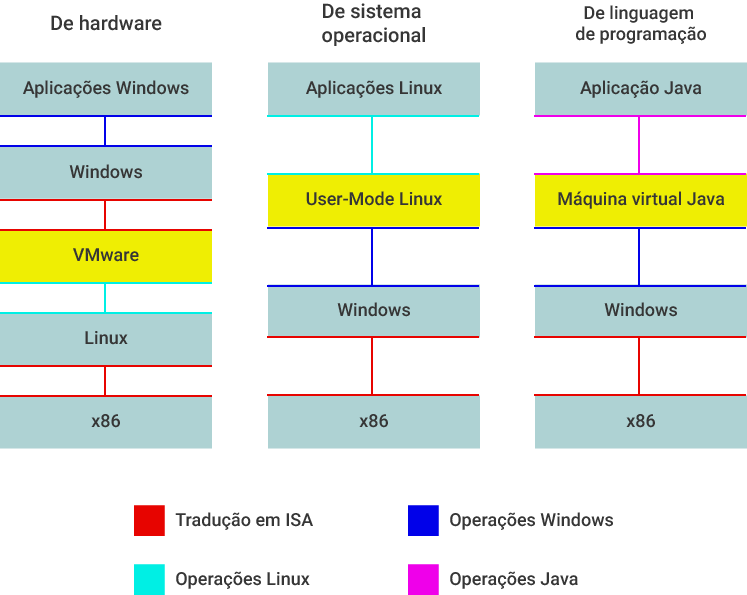 De hardware
Aplicações Windows
Windows
VMware
Linux
x86
De sistema
operacional
Aplicações Linux
User-Mode Linux
Windows
x86
De linguagem
de programação
Aplicação Java
Máquina virtual Java
Windows
x86
Tradução em ISA
Operações Windows
Operações Linux
Operações Java